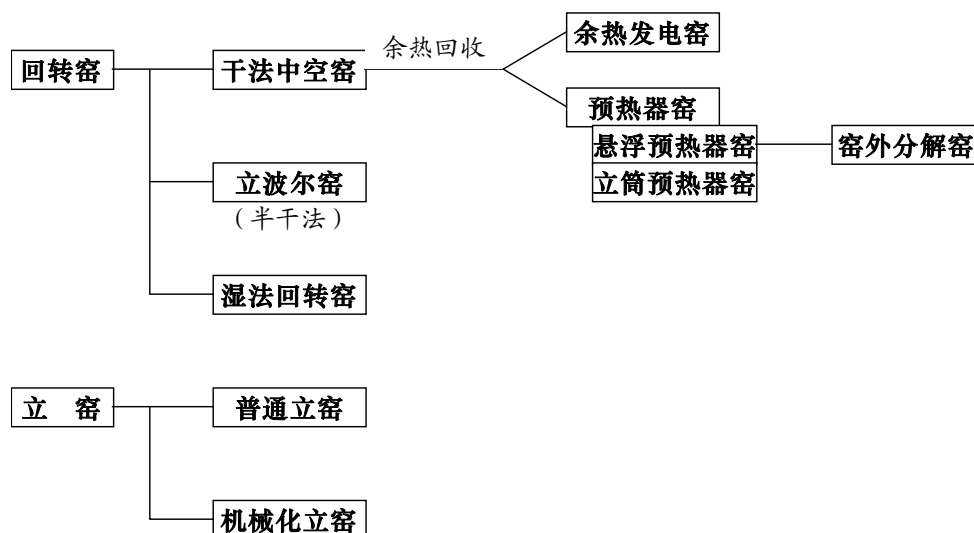 余热发电窑
回转窑
干法中空窑
余热回收
预热器窑
悬浮预热器窑
窑外分解窑
立筒预热器窑
立波尔窑
（半干法）
湿法回转窑
立 窑
普通立窑
机械化立窑